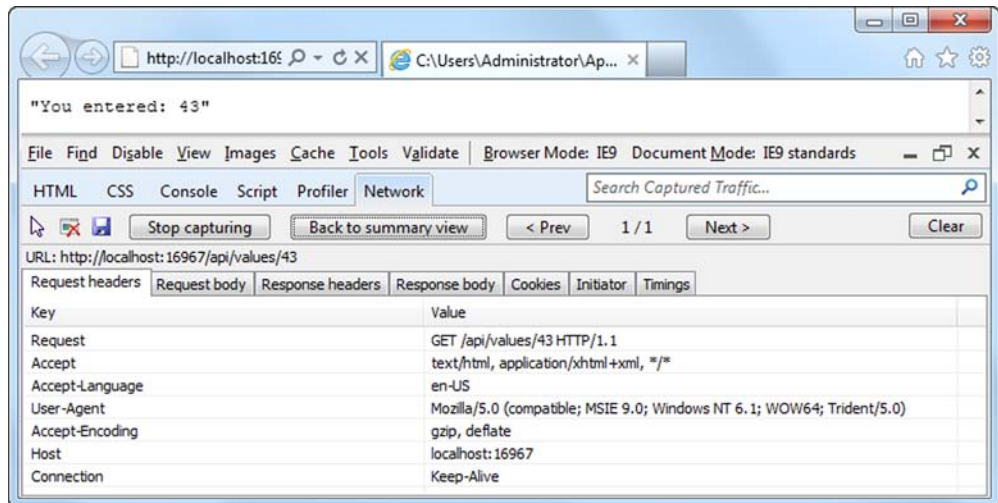 http://localhost:169
C:\Users\Administrator\Ap...
"You entered: 43"
File Find Disable View Images Cache Tools Validate Browser Mode: IE9 Document Mode: IE9 standards
HTML CSS Console Script Profiler Network Search Captured Traffic...
Stop capturing Back to summary view < Prev 1 / 1 Next > Clear
URL: http://localhost:16967/api/values/43
Request headers Request body Response headers Response body Cookies Initiator Timings
Key Value
Request GET /api/values/43 HTTP/1.1
Accept text/html, application/xhtml+xml, */*
Accept-Language en-US
User-Agent Mozilla/5.0 (compatible; MSIE 9.0; Windows NT 6.1; WOW64; Trident/5.0)
Accept-Encoding gzip, deflate
Host localhost:16967
Connection Keep-Alive